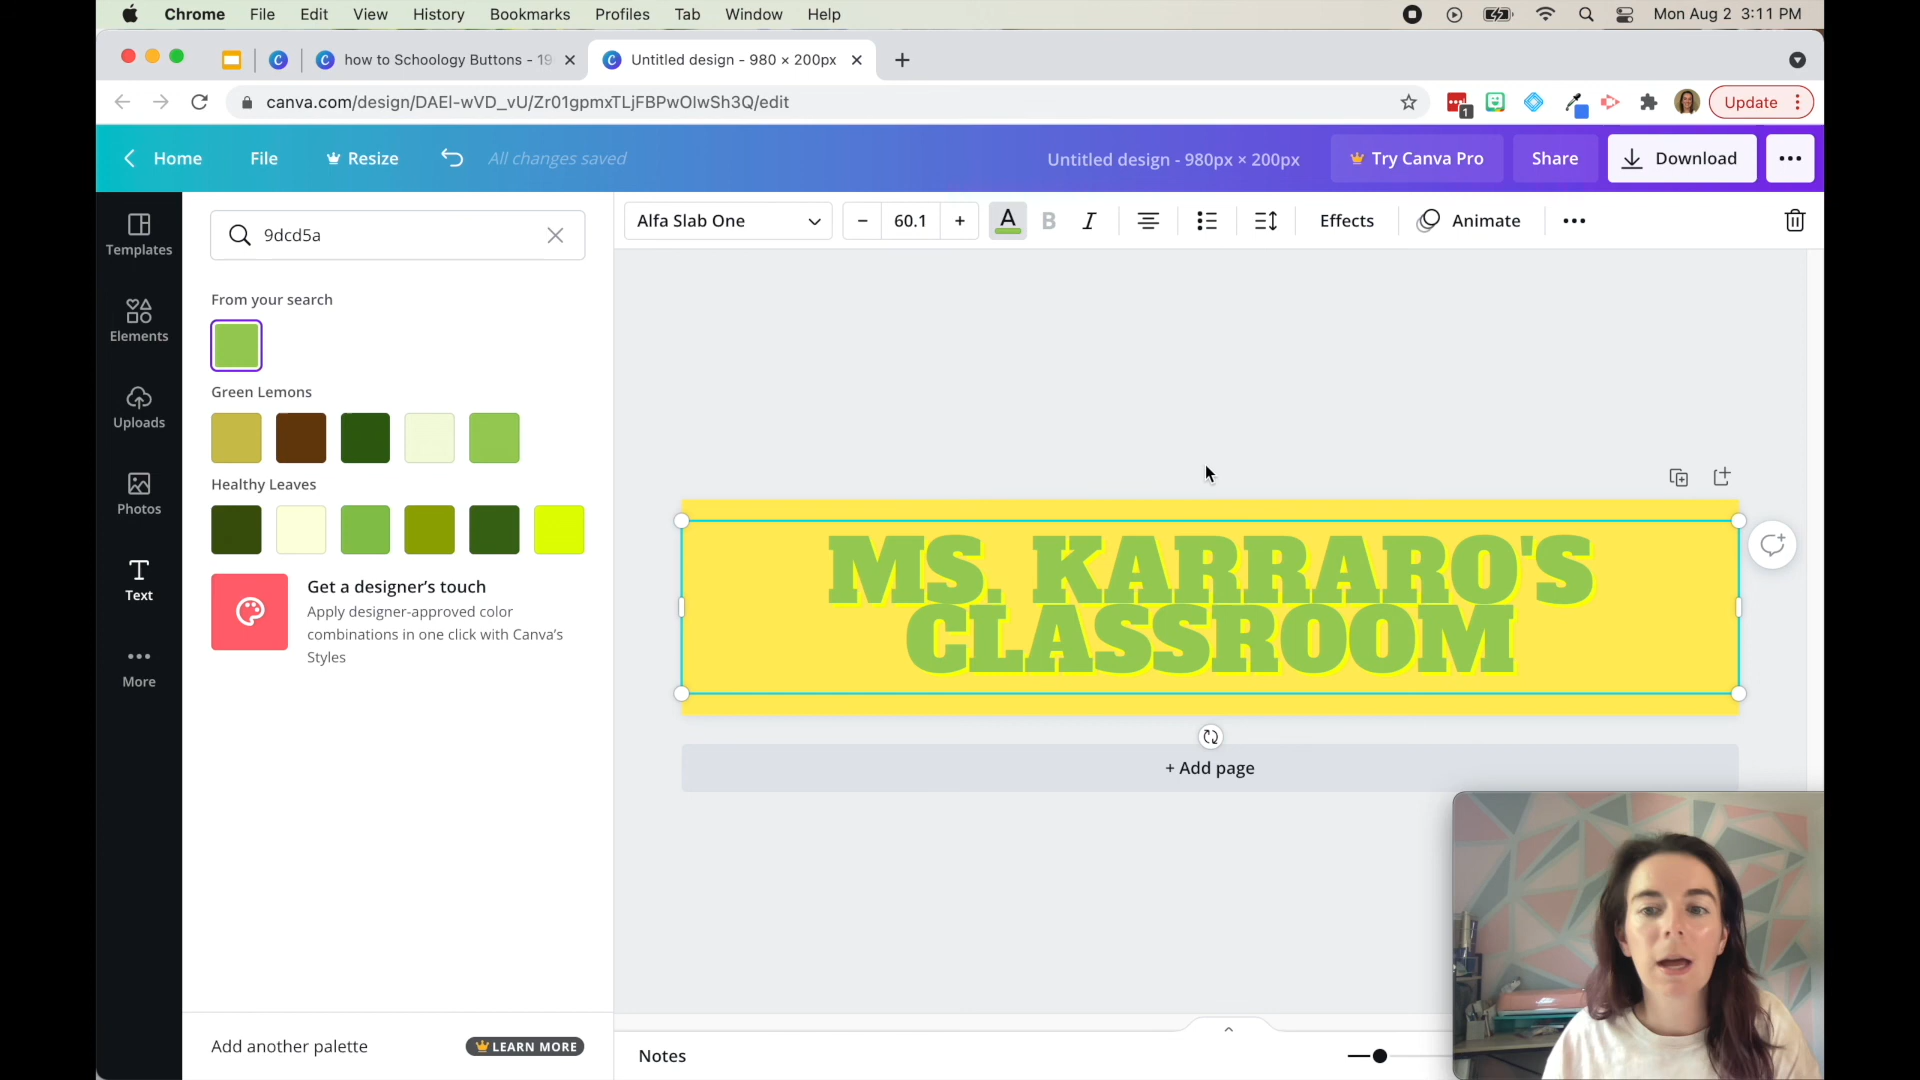 Chrome File Edit View History Bookmarks Profiles Tab Window Help Mon Aug 2 3:11 PM
how to Schoology Buttons - 19 Untitled design - 980 × 200px
canva.com/design/DAEl-wVD_vU/Zr01gpmxTLjFBPwOlwSh3Q/edit 1 Update
Home File Resize All changes saved Untitled design - 980px × 200px Try Canva Pro Share Download
Templates
Elements
Uploads
Photos
Text
More
9dcd5a
From your search
Green Lemons
Healthy Leaves
Get a designer's touch
Apply designer-approved color
combinations in one click with Canva's
Styles
Add another palette LEARN MORE
Alfa Slab One 60.1 A B I Effects Animate
MS. KARRARO'S
CLASSROOM
+ Add page
Notes